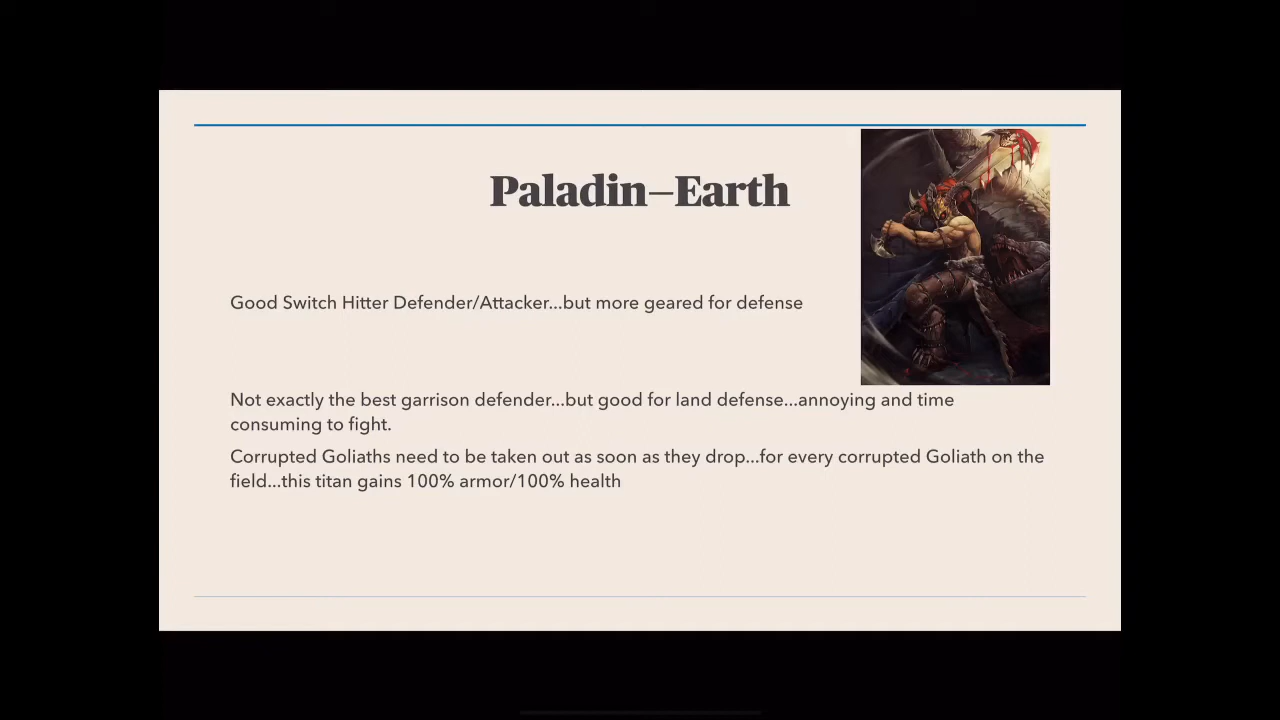 Paladin–Earth
Good Switch Hitter Defender/Attacker...but more geared for defense
Not exactly the best garrison defender...but good for land defense...annoying and time
consuming to fight.
Corrupted Goliaths need to be taken out as soon as they drop...for every corrupted Goliath on the
field...this titan gains 100% armor/100% health